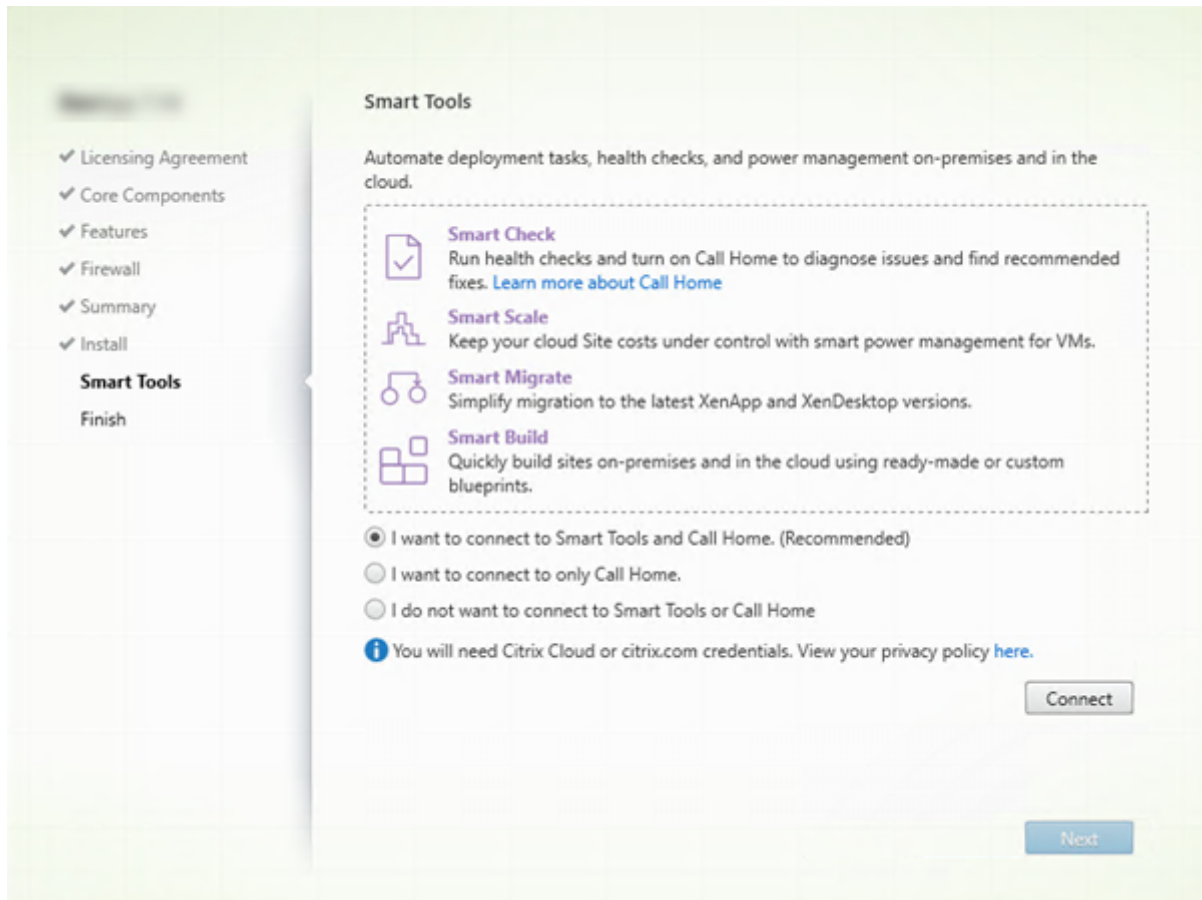 Licensing Agreement
Core Components
Features
Firewall
Summary
Install
Smart Tools
Finish
Smart Tools
Automate deployment tasks, health checks, and power management on-premises and in the
cloud.
Smart Check
Run health checks and turn on Call Home to diagnose issues and find recommended
fixes. Learn more about Call Home
Smart Scale
Keep your cloud Site costs under control with smart power management for VMs.
Smart Migrate
Simplify migration to the latest XenApp and XenDesktop versions.
Smart Build
Quickly build sites on-premises and in the cloud using ready-made or custom
blueprints.
I want to connect to Smart Tools and Call Home. (Recommended)
I want to connect to only Call Home.
I do not want to connect to Smart Tools or Call Home
You will need Citrix Cloud or citrix.com credentials. View your privacy policy here.
Connect
Next